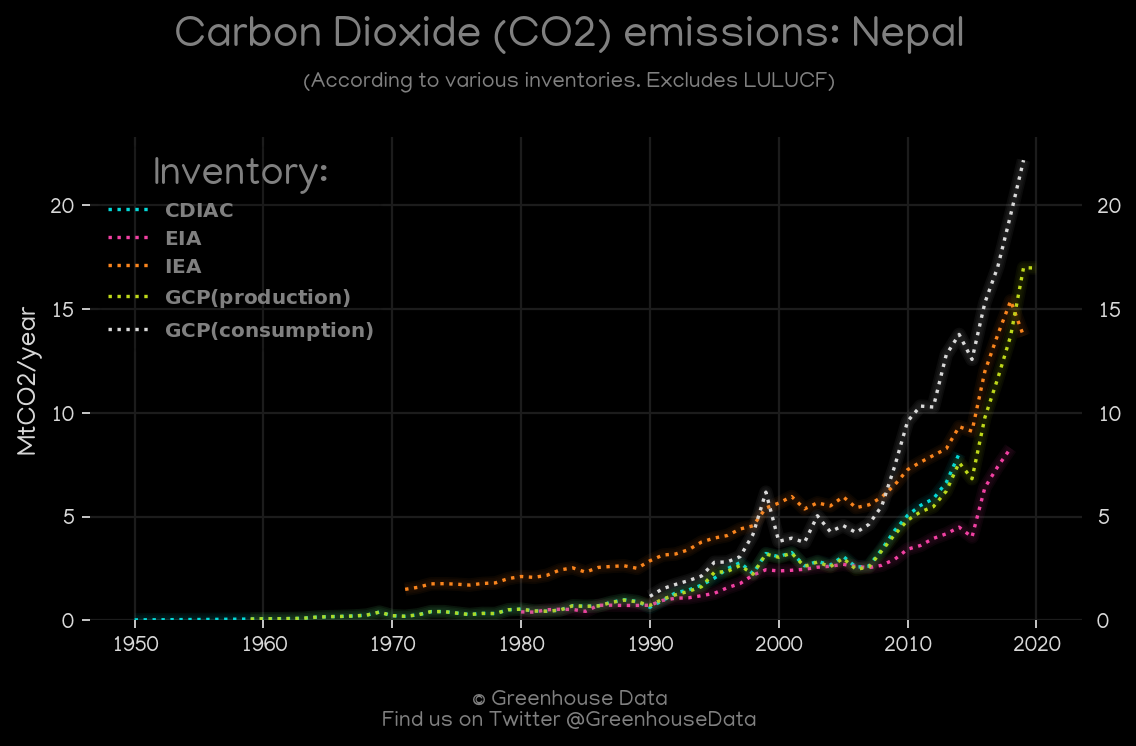 Carbon Dioxide (CO2) emissions: Nepal
(According to various inventories. Excludes LULUCF)
Inventory:
CDIAC
EIA
IEA
GCP(production)
GCP(consumption)
MtCO2/year
20
15
10
5
0
20
15
10
5
0
1950 1960 1970 1980 1990 2000 2010 2020
© Greenhouse Data
Find us on Twitter @GreenhouseData